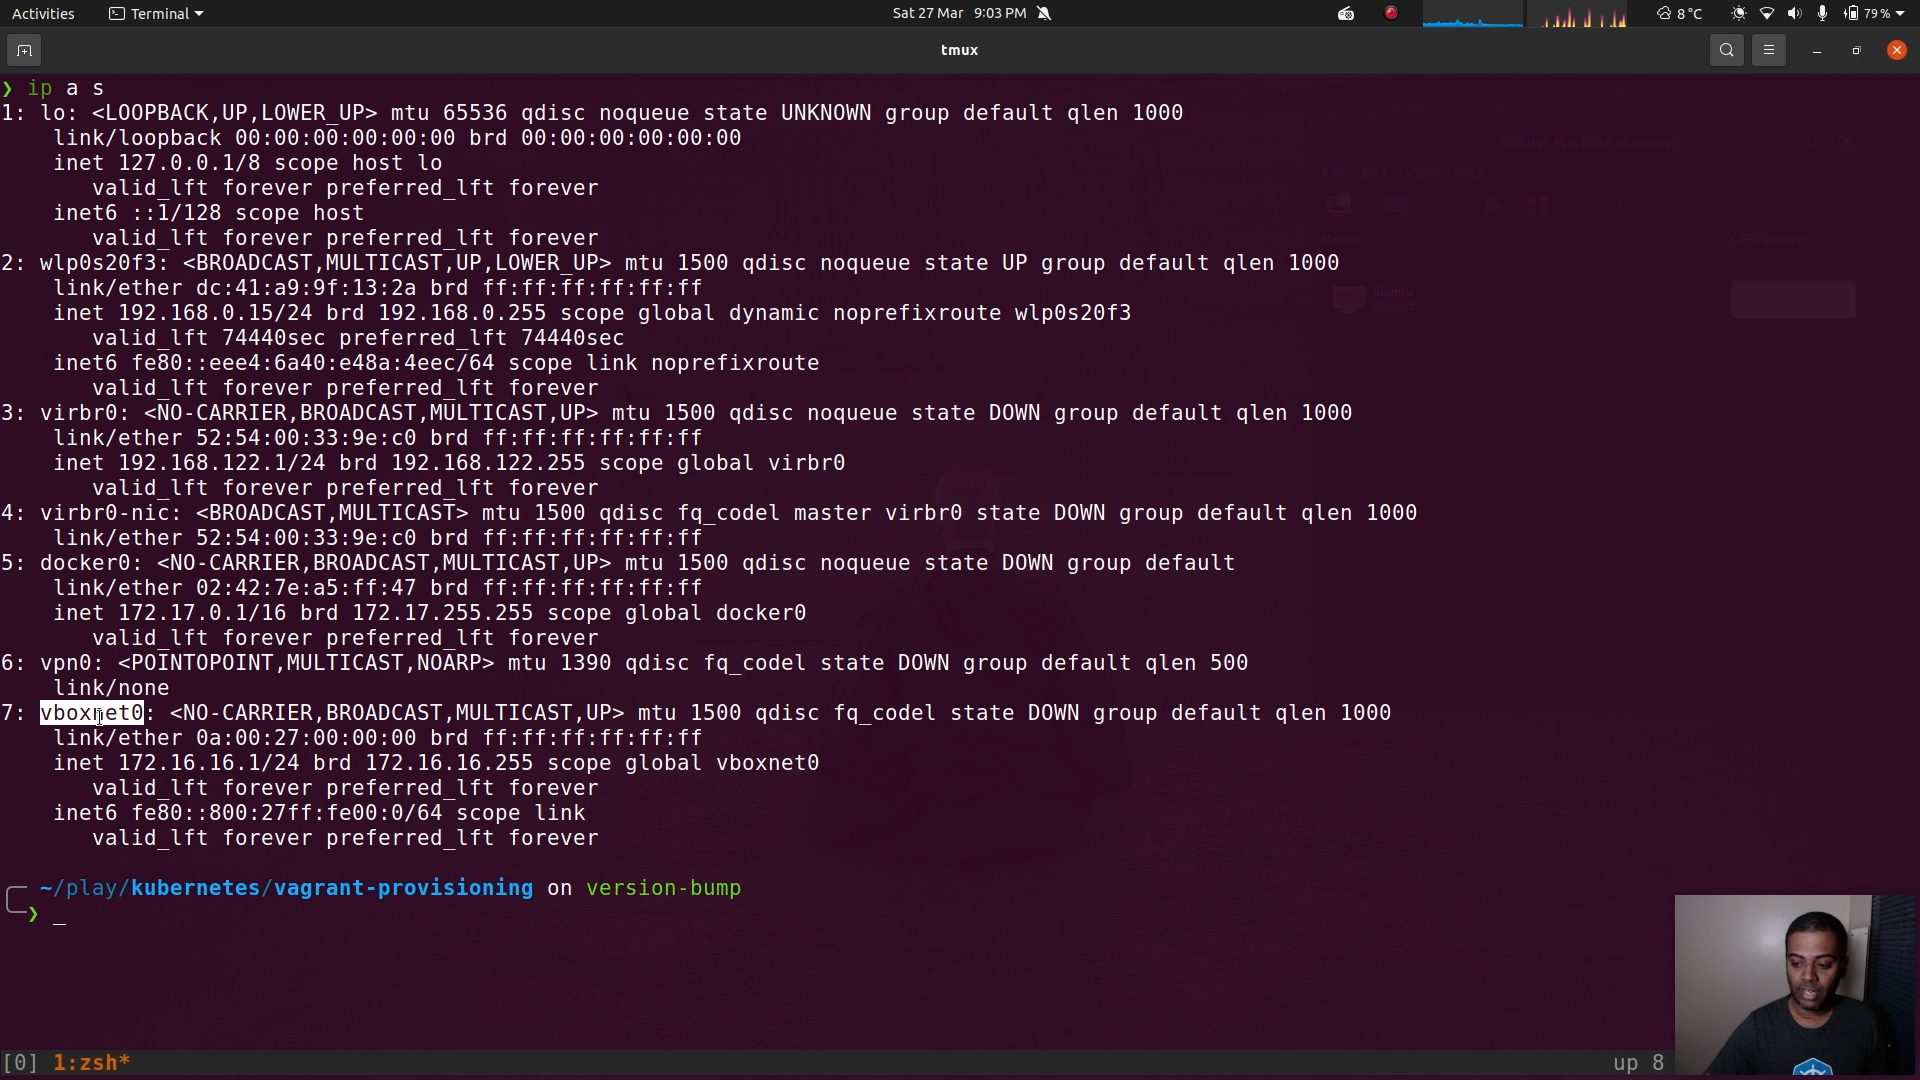 Activities Terminal Sat 27 Mar 9:03 PM 8°C 79%
tmux
❯ ip a s
1: lo: <LOOPBACK,UP,LOWER_UP> mtu 65536 qdisc noqueue state UNKNOWN group default qlen 1000
link/loopback 00:00:00:00:00:00 brd 00:00:00:00:00:00
inet 127.0.0.1/8 scope host lo
valid_lft forever preferred_lft forever
inet6 ::1/128 scope host
valid_lft forever preferred_lft forever
2: wlp0s20f3: <BROADCAST,MULTICAST,UP,LOWER_UP> mtu 1500 qdisc noqueue state UP group default qlen 1000
link/ether dc:41:a9:9f:13:2a brd ff:ff:ff:ff:ff:ff
inet 192.168.0.15/24 brd 192.168.0.255 scope global dynamic noprefixroute wlp0s20f3
valid_lft 74440sec preferred_lft 74440sec
inet6 fe80::eee4:6a40:e48a:4eec/64 scope link noprefixroute
valid_lft forever preferred_lft forever
3: virbr0: <NO-CARRIER,BROADCAST,MULTICAST,UP> mtu 1500 qdisc noqueue state DOWN group default qlen 1000
link/ether 52:54:00:33:9e:c0 brd ff:ff:ff:ff:ff:ff
inet 192.168.122.1/24 brd 192.168.122.255 scope global virbr0
valid_lft forever preferred_lft forever
4: virbr0-nic: <BROADCAST,MULTICAST> mtu 1500 qdisc fq_codel master virbr0 state DOWN group default qlen 1000
link/ether 52:54:00:33:9e:c0 brd ff:ff:ff:ff:ff:ff
5: docker0: <NO-CARRIER,BROADCAST,MULTICAST,UP> mtu 1500 qdisc noqueue state DOWN group default
link/ether 02:42:7e:a5:ff:47 brd ff:ff:ff:ff:ff:ff
inet 172.17.0.1/16 brd 172.17.255.255 scope global docker0
valid_lft forever preferred_lft forever
6: vpn0: <POINTOPOINT,MULTICAST,NOARP> mtu 1390 qdisc fq_codel state DOWN group default qlen 500
link/none
7: vboxnet0: <NO-CARRIER,BROADCAST,MULTICAST,UP> mtu 1500 qdisc fq_codel state DOWN group default qlen 1000
link/ether 0a:00:27:00:00:00 brd ff:ff:ff:ff:ff:ff
inet 172.16.16.1/24 brd 172.16.16.255 scope global vboxnet0
valid_lft forever preferred_lft forever
inet6 fe80::800:27ff:fe00:0/64 scope link
valid_lft forever preferred_lft forever
~/play/kubernetes/vagrant-provisioning on version-bump
❯ _
[0] 1:zsh* up 8
Virtual Machine Manager
File Edit View Help
Name CPU usage
ubuntu
Shutoff